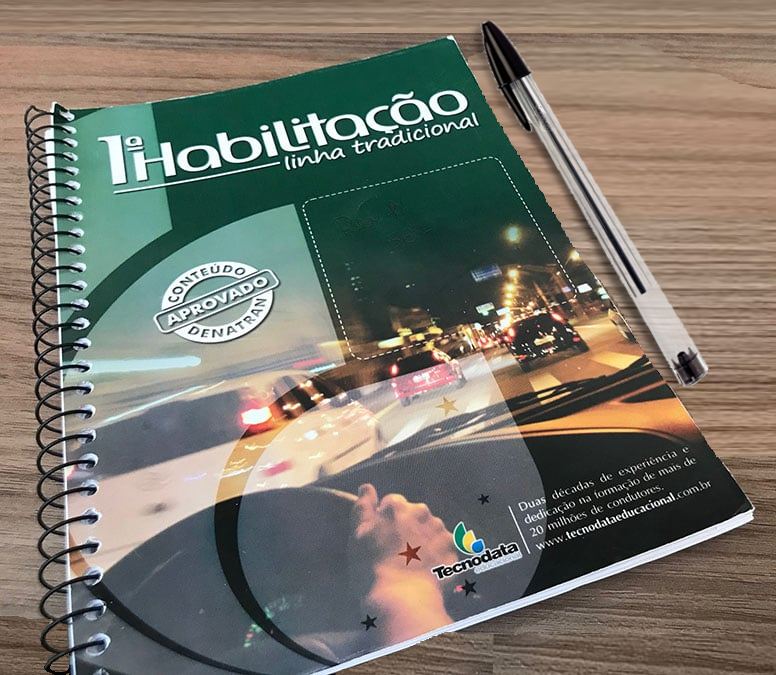 1ª Habilitação
linha tradicional
CONTEÚDO
APROVADO
DENATRAN
Duas décadas de experiência e
dedicação na formação de mais de
20 milhões de condutores.
www.tecnodataeducacional.com.br
Tecnodata
educacional